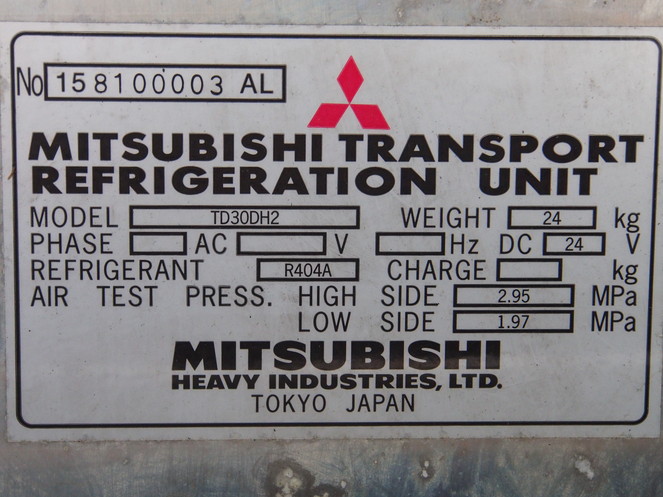 No 158100003 AL
MITSUBISHI TRANSPORT
REFRIGERATION UNIT
MODEL TD30DH2 WEIGHT 24 kg
PHASE AC V Hz DC 24 V
REFRIGERANT R404A CHARGE kg
AIR TEST PRESS. HIGH SIDE 2.95 MPa
LOW SIDE 1.97 MPa
MITSUBISHI
HEAVY INDUSTRIES, LTD.
TOKYO JAPAN